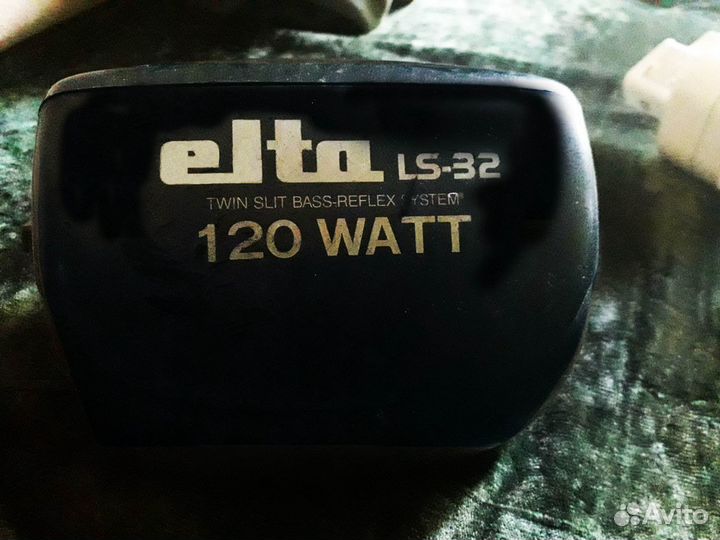 elta LS-32
TWIN SLIT BASS-REFLEX SYSTEM
120 WATT
Avito